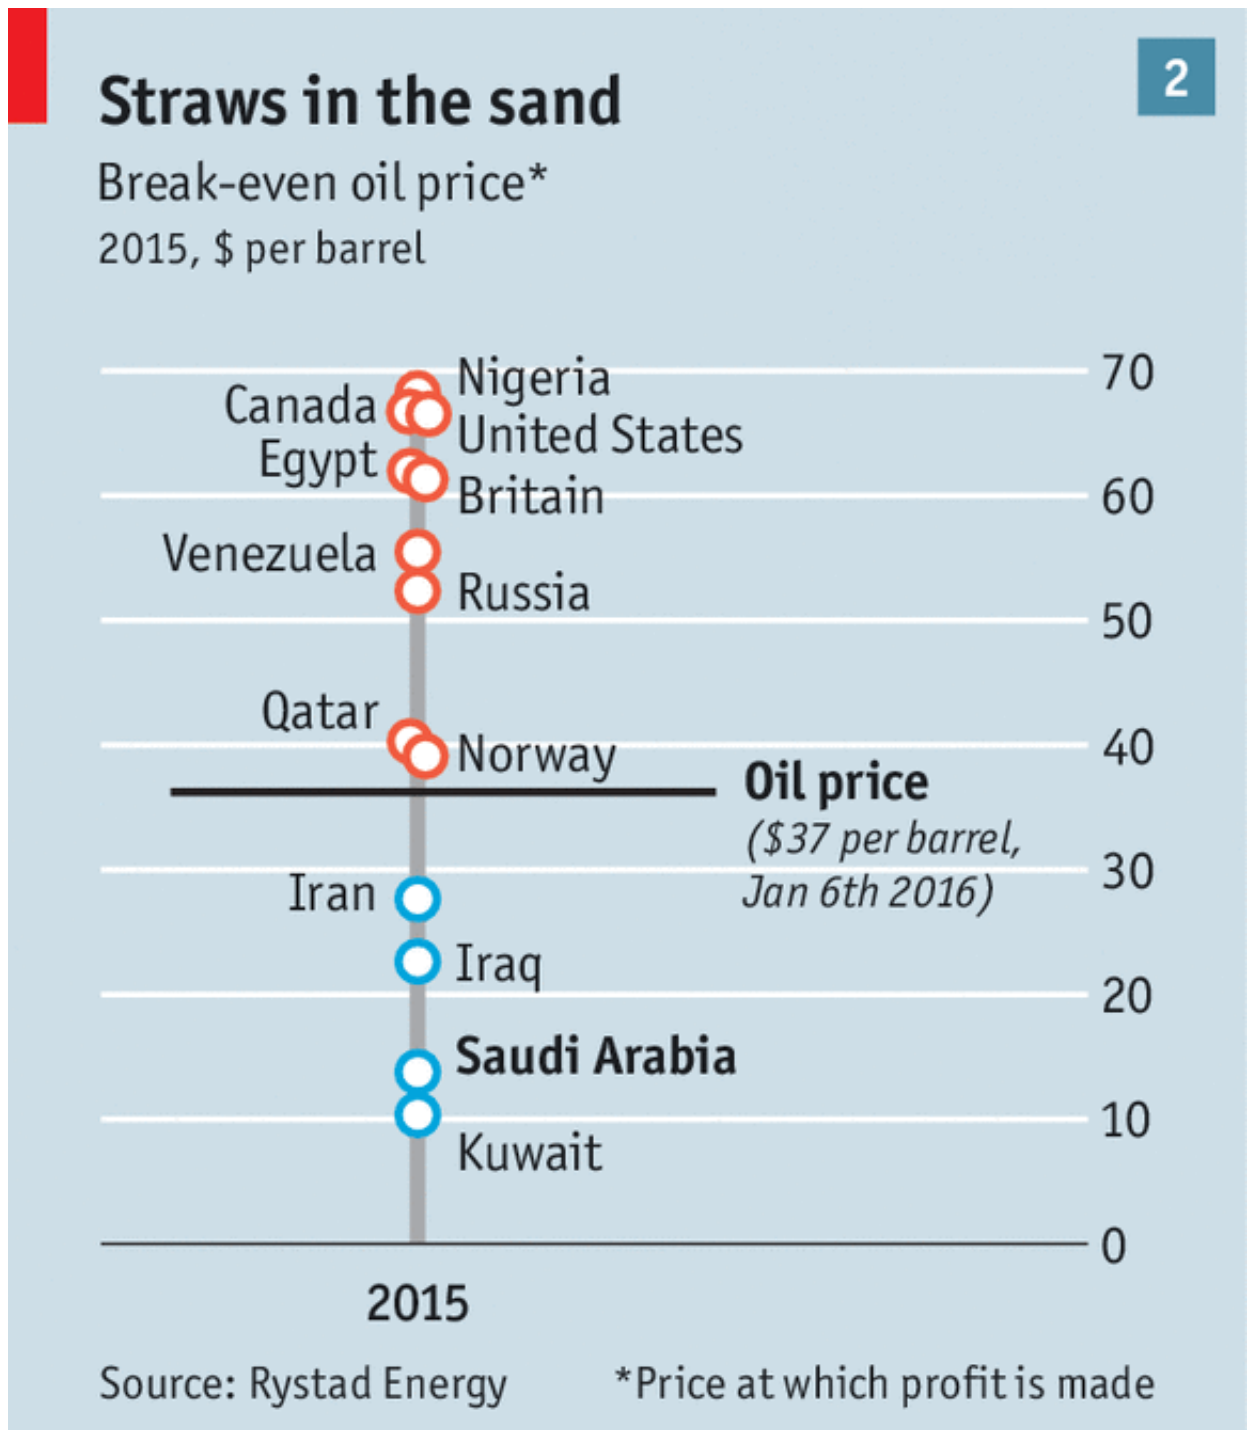 Straws in the sand
2
Break-even oil price*
2015, $ per barrel
70
Nigeria
Canada
United States
Egypt
60
Britain
Venezuela
Russia
50
Qatar
40
Norway
Oil price
($37 per barrel,
Jan 6th 2016)
30
Iran
Iraq
20
Saudi Arabia
10
Kuwait
0
2015
Source: Rystad Energy
*Price at which profit is made